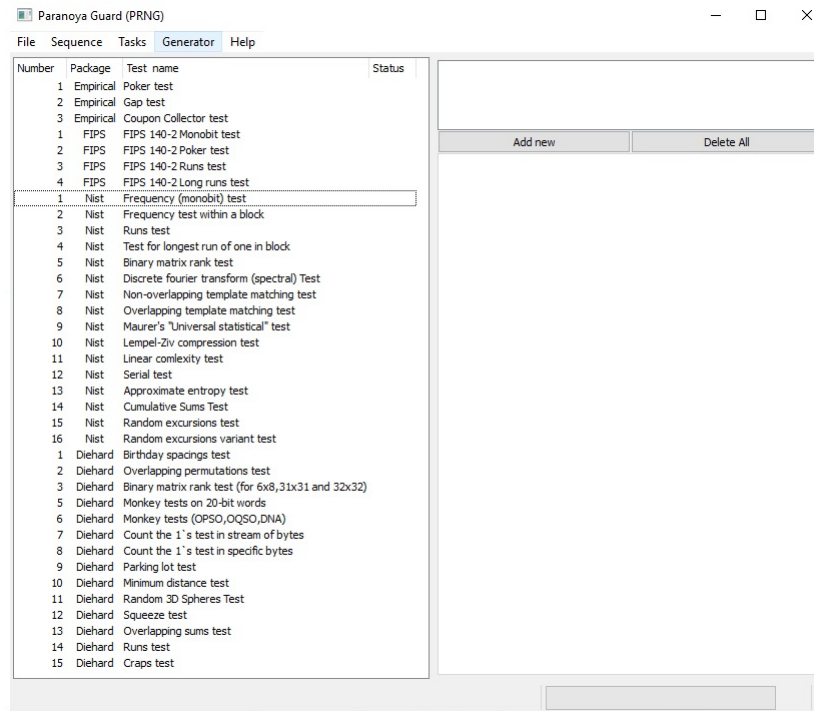 Paranoya Guard (PRNG)
File Sequence Tasks Generator Help
Number Package Test name Status
1 Empirical Poker test
2 Empirical Gap test
3 Empirical Coupon Collector test
1 FIPS FIPS 140-2 Monobit test
2 FIPS FIPS 140-2 Poker test
3 FIPS FIPS 140-2 Runs test
4 FIPS FIPS 140-2 Long runs test
1 Nist Frequency (monobit) test
2 Nist Frequency test within a block
3 Nist Runs test
4 Nist Test for longest run of one in block
5 Nist Binary matrix rank test
6 Nist Discrete fourier transform (spectral) Test
7 Nist Non-overlapping template matching test
8 Nist Overlapping template matching test
9 Nist Maurer's "Universal statistical" test
10 Nist Lempel-Ziv compression test
11 Nist Linear comlexity test
12 Nist Serial test
13 Nist Approximate entropy test
14 Nist Cumulative Sums Test
15 Nist Random excursions test
16 Nist Random excursions variant test
1 Diehard Birthday spacings test
2 Diehard Overlapping permutations test
3 Diehard Binary matrix rank test (for 6x8,31x31 and 32x32)
5 Diehard Monkey tests on 20-bit words
6 Diehard Monkey tests (OPSO,OQSO,DNA)
7 Diehard Count the 1`s test in stream of bytes
8 Diehard Count the 1`s test in specific bytes
9 Diehard Parking lot test
10 Diehard Minimum distance test
11 Diehard Random 3D Spheres Test
12 Diehard Squeeze test
13 Diehard Overlapping sums test
14 Diehard Runs test
15 Diehard Craps test
Add new Delete All